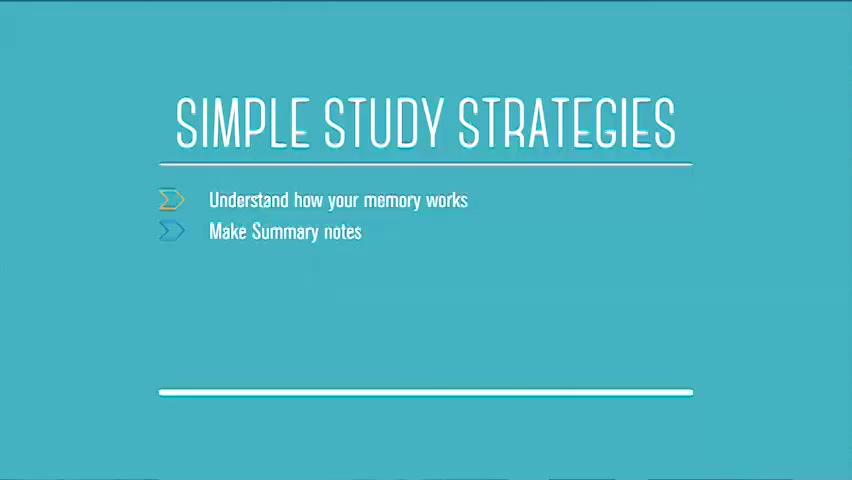 SIMPLE STUDY STRATEGIES
Understand how your memory works
Make Summary notes